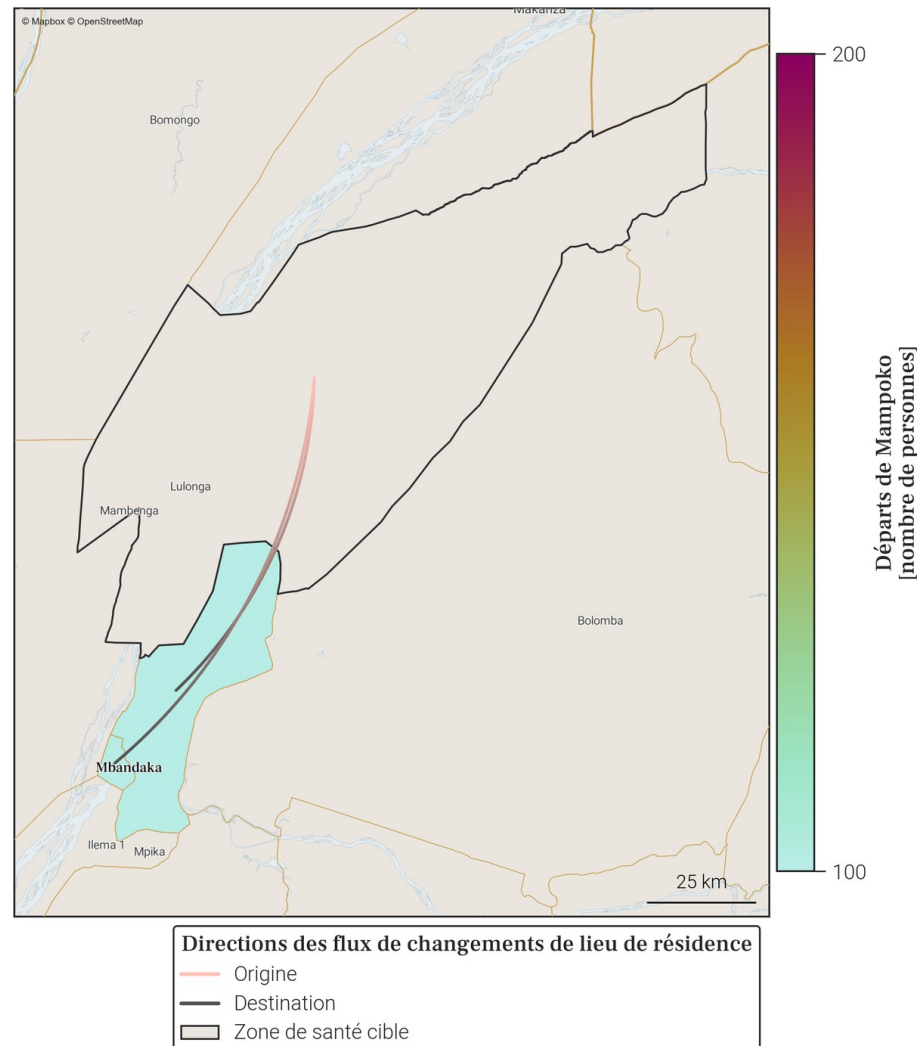 © Mapbox © OpenStreetMap
Makanza
Bomongo
Lulonga
Mambenga
Bolomba
Mbandaka
Ilema 1
Mpika
25 km
200
100
Départs de Mampoko
[nombre de personnes]
Directions des flux de changements de lieu de résidence
Origine
Destination
Zone de santé cible